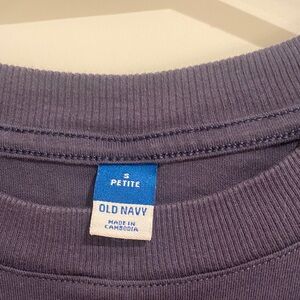 S
PETITE
OLD NAVY
MADE IN
CAMBODIA